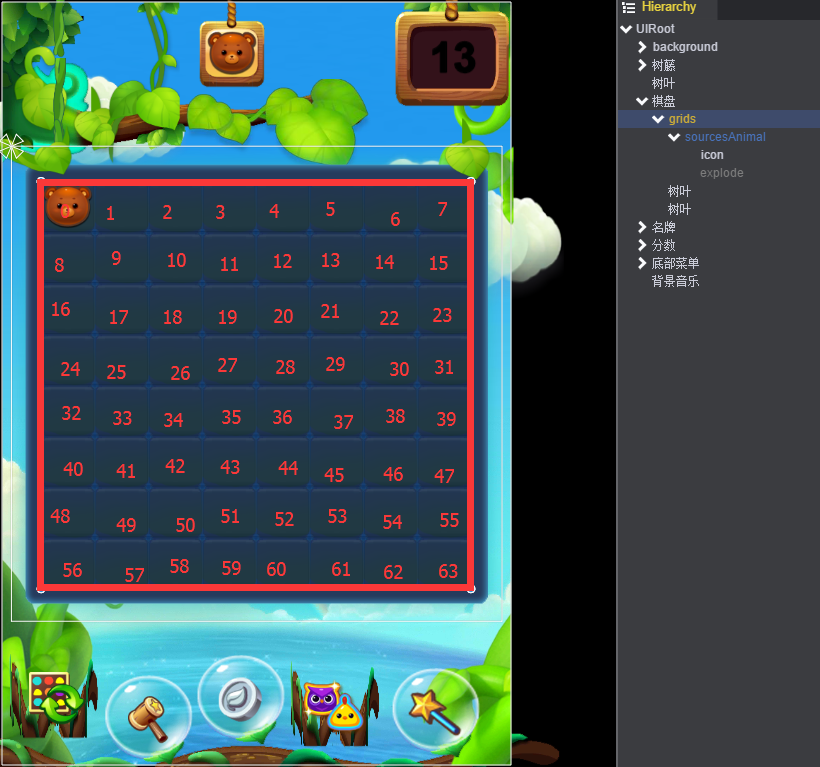 Hierarchy
UIRoot
background
树藤
树叶
棋盘
grids
sourcesAnimal
icon
explode
树叶
树叶
名牌
分数
底部菜单
背景音乐
13
1 2 3 4 5 6 7
8 9 10 11 12 13 14 15
16 17 18 19 20 21 22 23
24 25 26 27 28 29 30 31
32 33 34 35 36 37 38 39
40 41 42 43 44 45 46 47
48 49 50 51 52 53 54 55
56 57 58 59 60 61 62 63